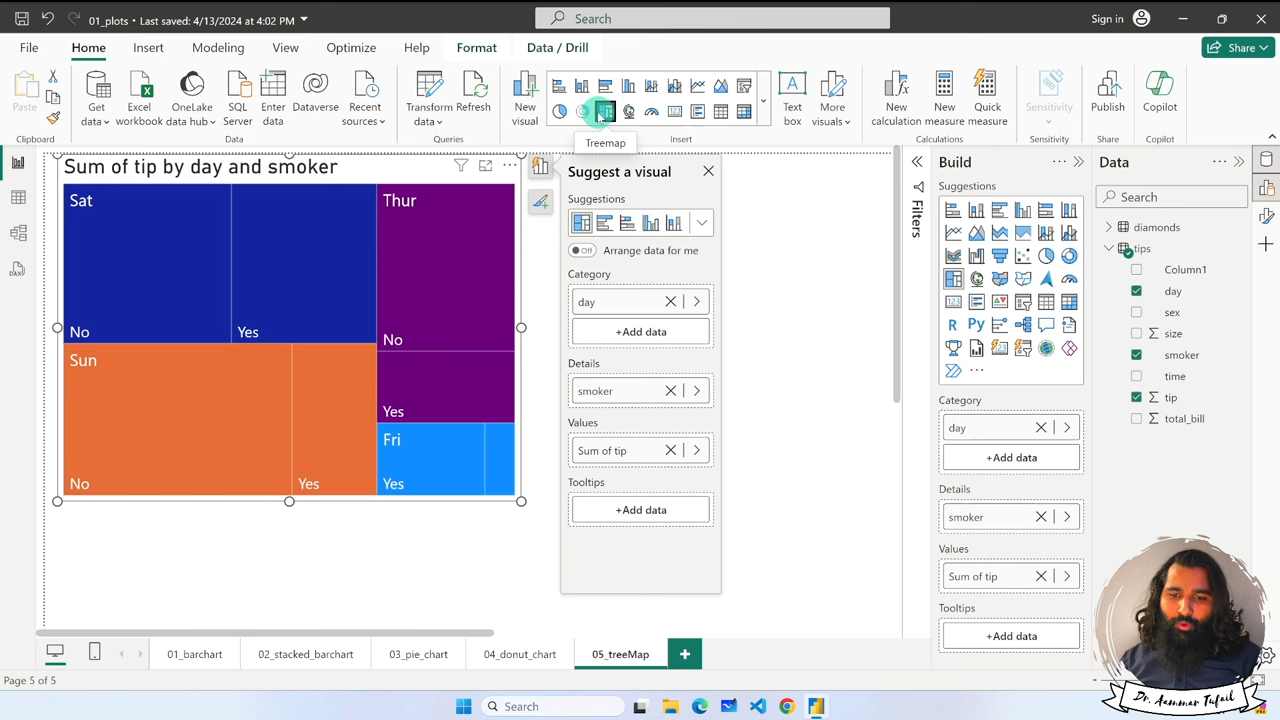 01_plots • Last saved: 4/13/2024 at 4:02 PM
Search
Sign in
File
Home
Insert
Modeling
View
Optimize
Help
Format
Data / Drill
Share
Paste
Clipboard
Get
data
Excel
workbook
OneLake
data hub
SQL
Server
Enter
data
Dataverse
Recent
sources
Data
Transform
data
Refresh
Queries
New
visual
Text
box
More
visuals
Insert
New
calculation
New
measure
Quick
measure
Calculations
Sensitivity
Sensitivity
Publish
Share
Copilot
Copilot
Treemap
Sum of tip by day and smoker
Sat
No
Yes
Thur
No
Yes
Sun
No
Yes
Fri
Yes
Suggest a visual
Suggestions
Off
Arrange data for me
Category
day
+Add data
Details
smoker
Values
Sum of tip
Tooltips
+Add data
Filters
Build
Suggestions
R
Py
Category
day
+Add data
Details
smoker
Values
Sum of tip
Tooltips
+Add data
Data
Search
diamonds
tips
Column1
day
sex
size
smoker
time
tip
total_bill
01_barchart
02_stacked_barchart
03_pie_chart
04_donut_chart
05_treeMap
Page 5 of 5
Search
Dr. Aammar Tufail